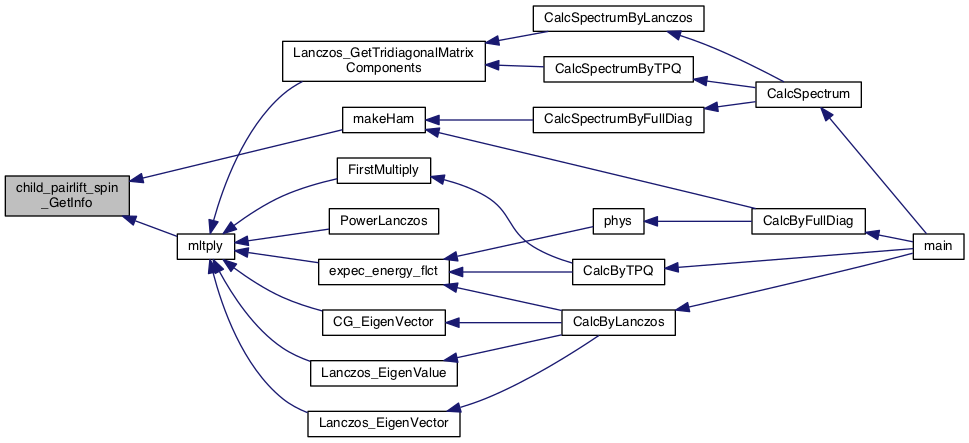 CalcSpectrumByLanczos
Lanczos_GetTridiagonalMatrix
Components
CalcSpectrumByTPQ
CalcSpectrum
makeHam
CalcSpectrumByFullDiag
child_pairlift_spin
_GetInfo
FirstMultiply
PowerLanczos
phys
CalcByFullDiag
mltply
main
expec_energy_flct
CalcByTPQ
CG_EigenVector
CalcByLanczos
Lanczos_EigenValue
Lanczos_EigenVector